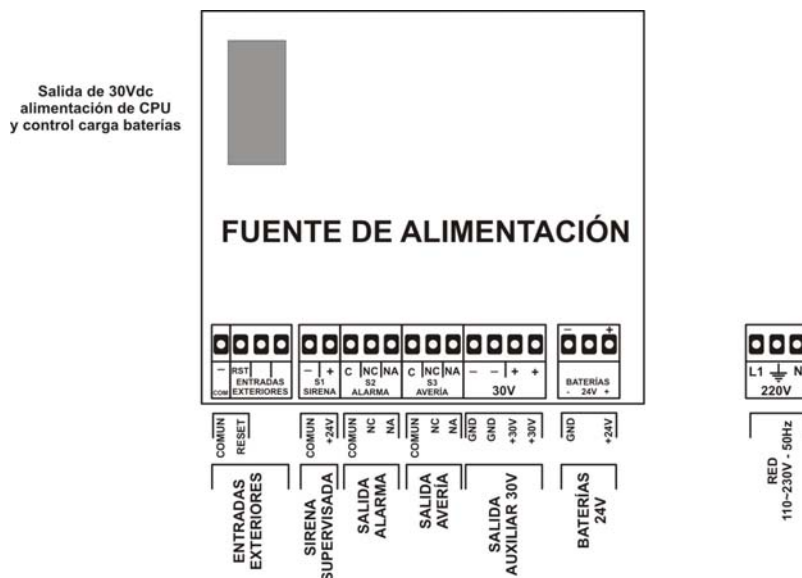 Salida de 30Vdc
alimentación de CPU
y control carga baterías
FUENTE DE ALIMENTACIÓN
− +
− RST − + C NC NA C NC NA − − + + L1 N
COM ENTRADAS EXTERIORES S1 SIRENA S2 ALARMA S3 AVERÍA 30V BATERÍAS - 24V + 220V
COMUN
RESET
COMUN
+24V
COMUN
NC
NA
COMUN
NC
NA
GND
GND
+30V
+30V
GND
+24V
ENTRADAS
EXTERIORES
SIRENA
SUPERVISADA
SALIDA
ALARMA
SALIDA
AVERÍA
SALIDA
AUXILIAR 30V
BATERÍAS
24V
RED
110~230V - 50Hz